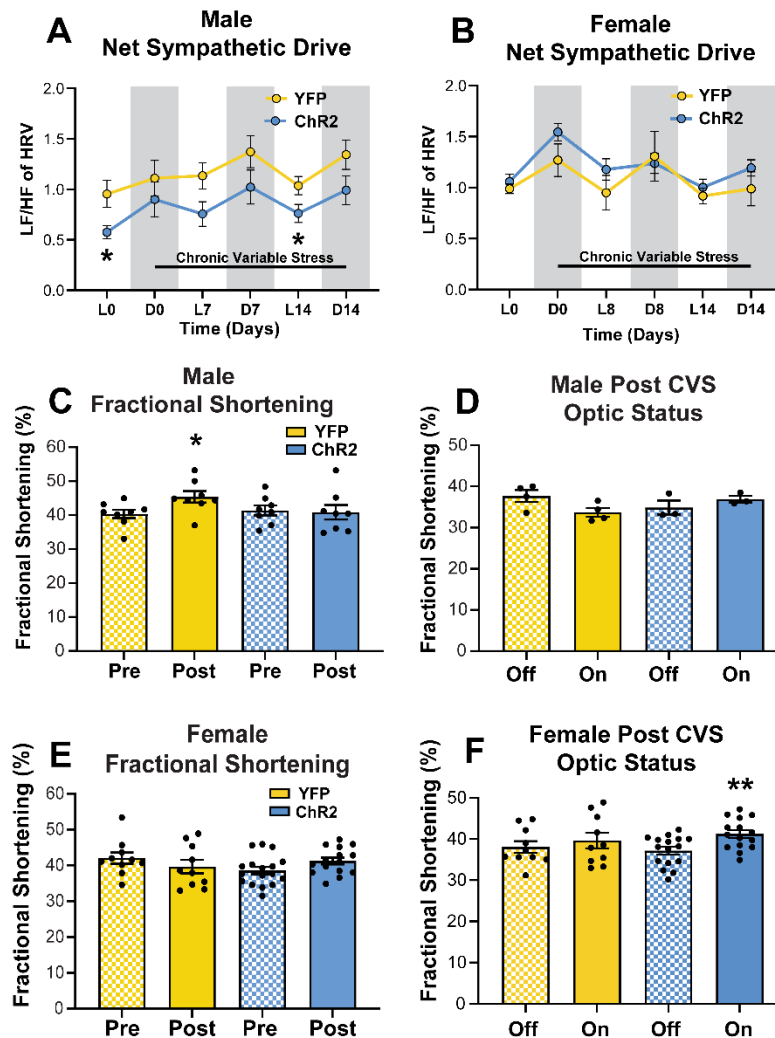 A
Male
Net Sympathetic Drive
LF/HF of HRV
2.0
1.5
1.0
0.5
0.0
YFP
ChR2
*
*
Chronic Variable Stress
L0 D0 L7 D7 L14 D14
Time (Days)
B
Female
Net Sympathetic Drive
LF/HF of HRV
2.0
1.5
1.0
0.5
0.0
YFP
ChR2
Chronic Variable Stress
L0 D0 L8 D8 L14 D14
Time (Days)
C
Male
Fractional Shortening
Fractional Shortening (%)
60
50
40
30
20
10
0
*
YFP
ChR2
Pre Post Pre Post
D
Male Post CVS
Optic Status
Fractional Shortening (%)
50
40
30
20
10
0
Off On Off On
E
Female
Fractional Shortening
Fractional Shortening (%)
60
50
40
30
20
10
0
YFP
ChR2
Pre Post Pre Post
F
Female Post CVS
Optic Status
Fractional Shortening (%)
50
40
30
20
10
0
**
Off On Off On